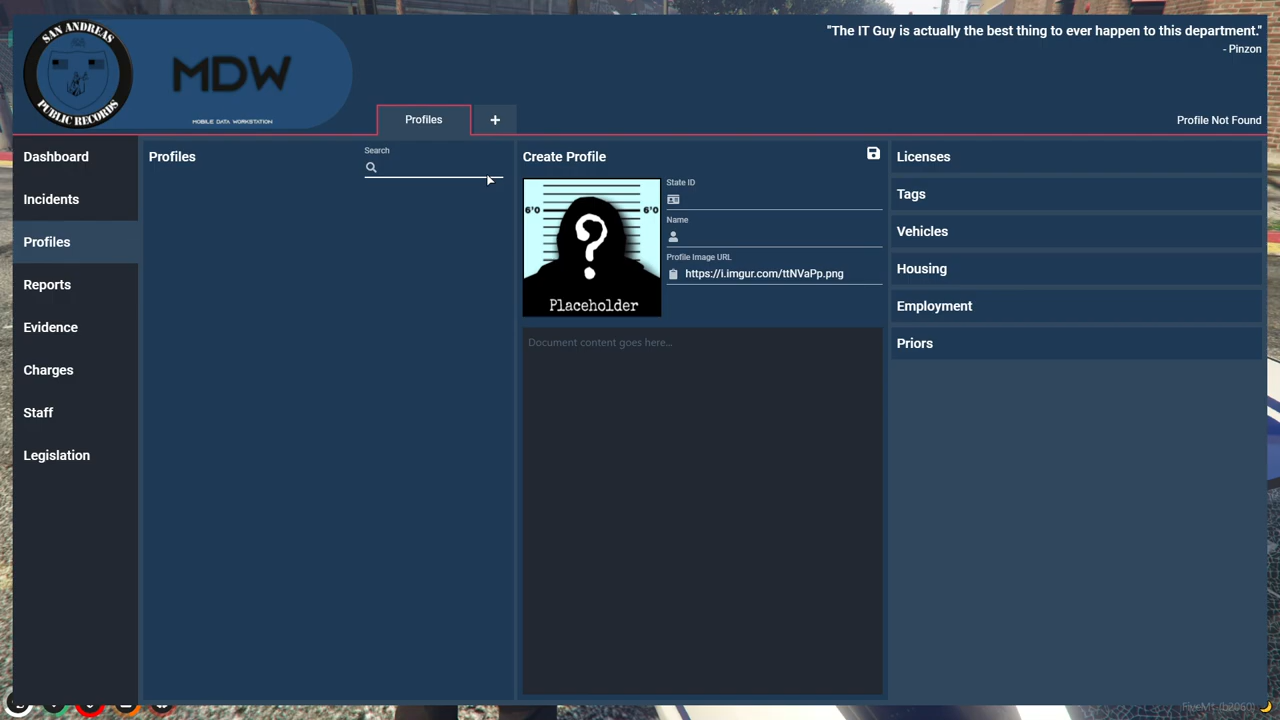 SAN ANDREAS
PUBLIC RECORDS
MDW
MOBILE DATA WORKSTATION
"The IT Guy is actually the best thing to ever happen to this department."
- Pinzon
Profiles
+
Profile Not Found
Dashboard
Incidents
Profiles
Reports
Evidence
Charges
Staff
Legislation
Profiles
Search
Create Profile
6'0
6'0
?
Placeholder
State ID
Name
Profile Image URL
https://i.imgur.com/ttNVaPp.png
Document content goes here...
Licenses
Tags
Vehicles
Housing
Employment
Priors